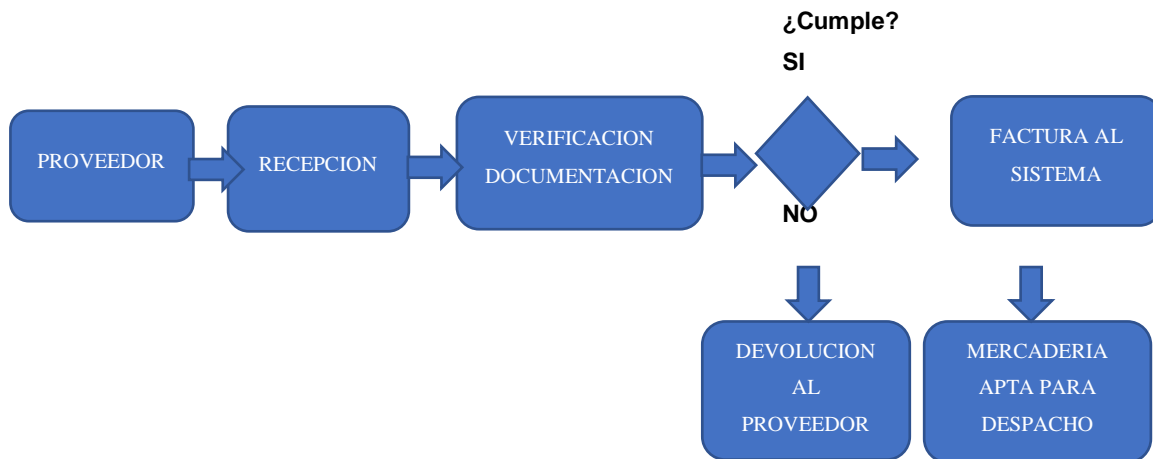 ¿Cumple?
SI
PROVEEDOR
RECEPCION
VERIFICACION
DOCUMENTACION
NO
FACTURA AL
SISTEMA
DEVOLUCION
AL
PROVEEDOR
MERCADERIA
APTA PARA
DESPACHO